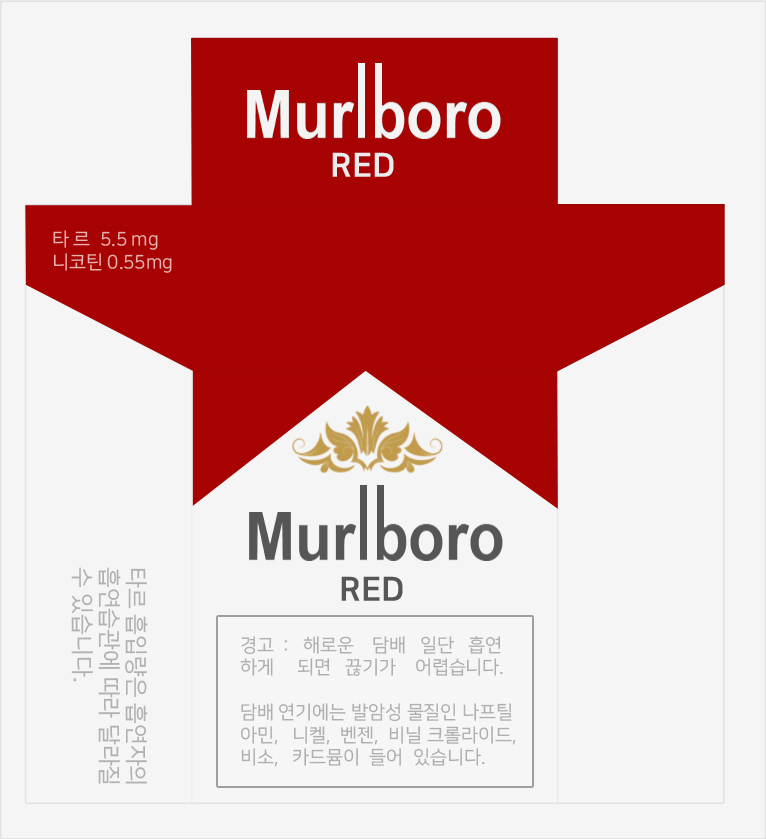 Murlboro
RED
타르 5.5mg
니코틴 0.55mg
Murlboro
RED
경고 : 해로운 담배 일단 흡연
하게 되면 끊기가 어렵습니다.
담배 연기에는 발암성 물질인 나프틸
아민, 니켈, 벤젠, 비닐 크롤라이드,
비소, 카드뮴이 들어 있습니다.
타르 흡입량은 흡연자의
흡연습관에 따라 달라질
수 있습니다.